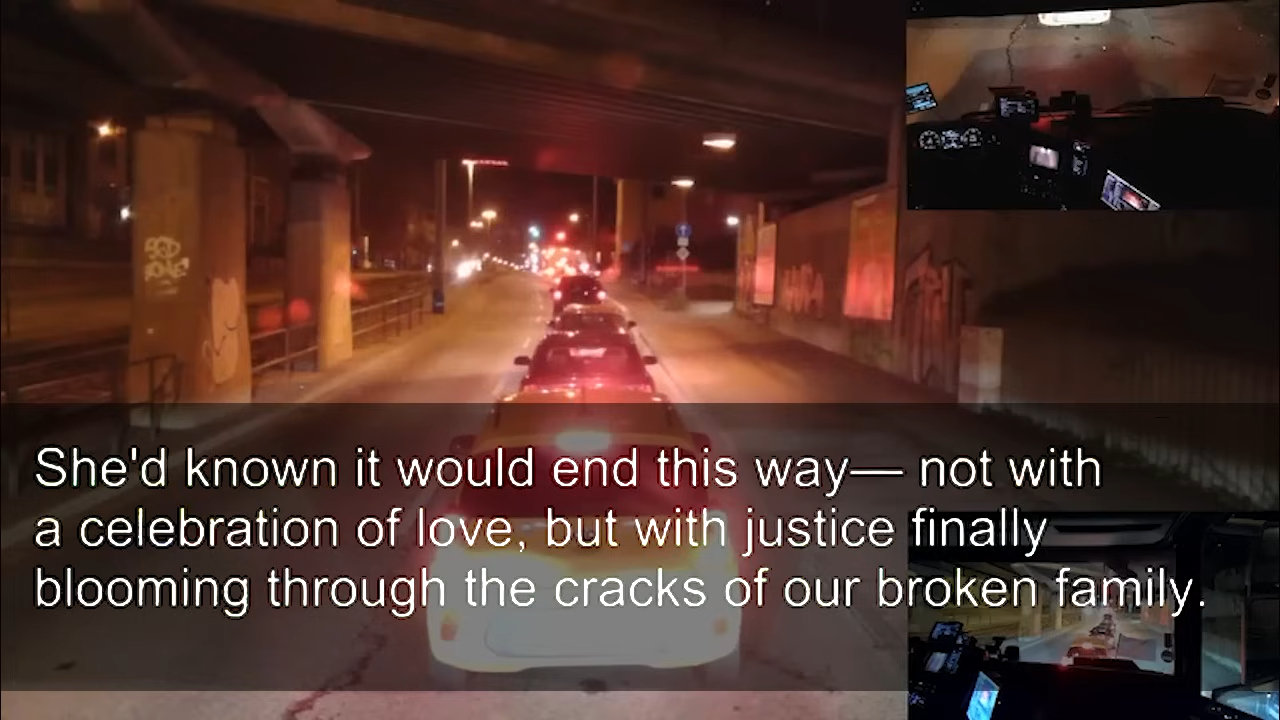 She'd known it would end this way— not with
a celebration of love, but with justice finally
blooming through the cracks of our broken family.